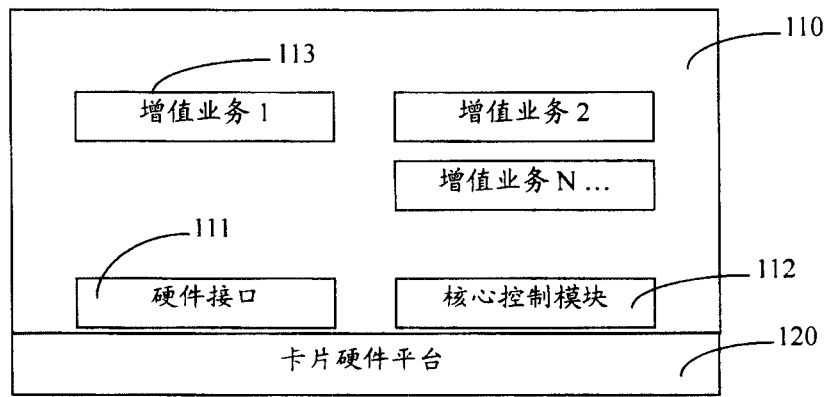 110
113
增值业务 1
增值业务 2
增值业务 N ...
111
112
硬件接口
核心控制模块
120
卡片硬件平台